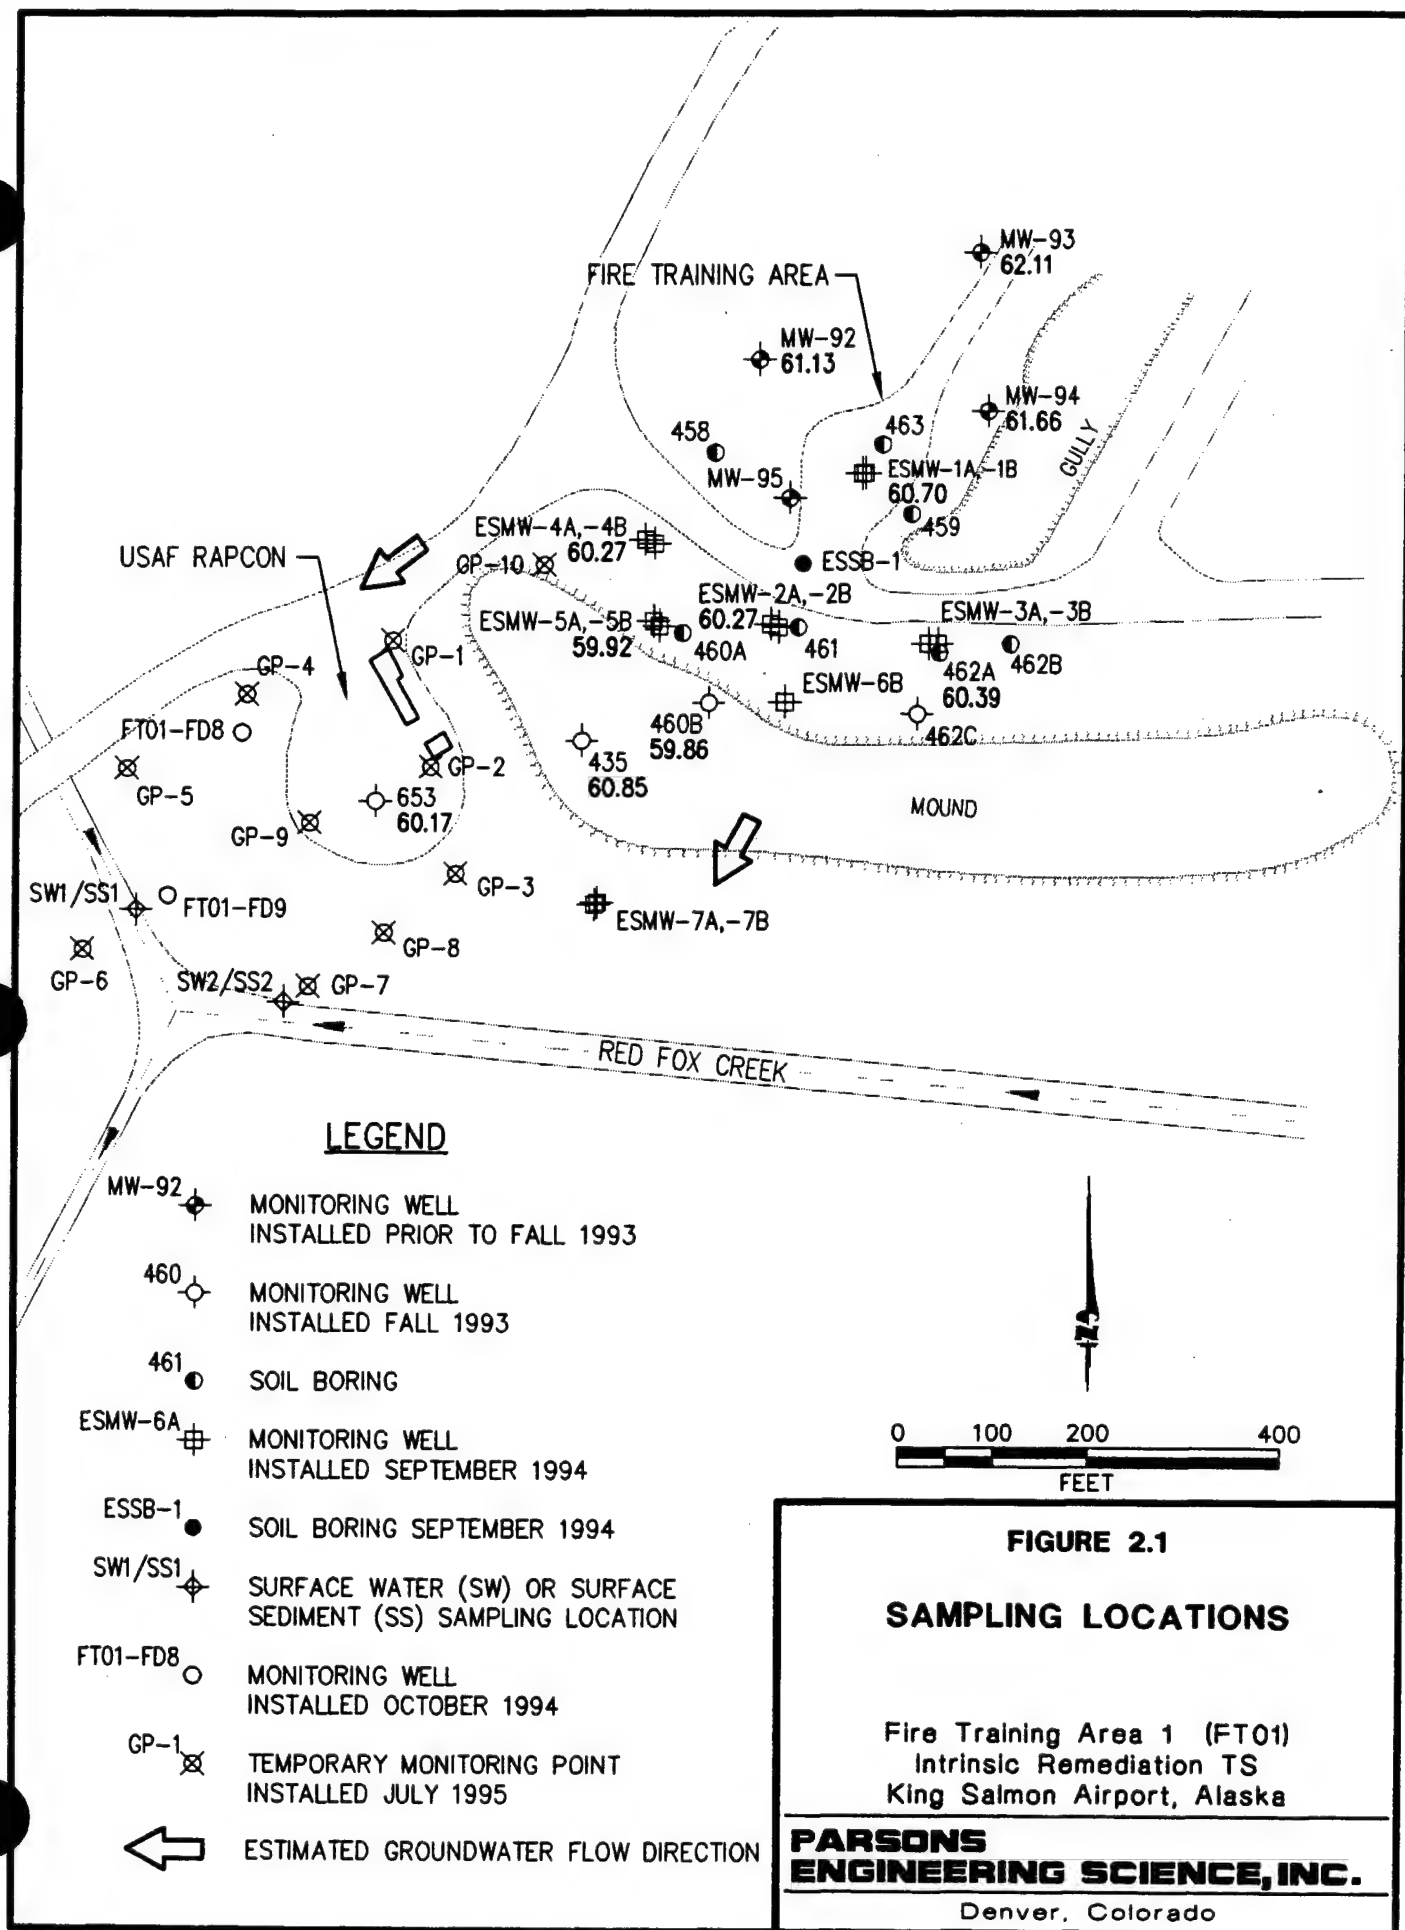 MW-93
62.11
FIRE TRAINING AREA
MW-92
61.13
MW-94
61.66
GULLY
463
458
ESMW-1A,-1B
60.70
MW-95
459
ESMW-4A,-4B
60.27
USAF RAPCON
GP-10
ESSB-1
ESMW-2A,-2B
60.27
ESMW-5A,-5B
59.92
460A
461
ESMW-3A,-3B
462A
60.39
462B
GP-1
GP-4
ESMW-6B
460B
59.86
462C
FT01-FD8
435
60.85
GP-2
GP-5
653
60.17
MOUND
GP-9
GP-3
SW1/SS1
FT01-FD9
ESMW-7A,-7B
GP-8
GP-6
SW2/SS2
GP-7
RED FOX CREEK
LEGEND
MW-92
MONITORING WELL
INSTALLED PRIOR TO FALL 1993
460
MONITORING WELL
INSTALLED FALL 1993
461
SOIL BORING
ESMW-6A
MONITORING WELL
INSTALLED SEPTEMBER 1994
ESSB-1
SOIL BORING SEPTEMBER 1994
SW1/SS1
SURFACE WATER (SW) OR SURFACE
SEDIMENT (SS) SAMPLING LOCATION
FT01-FD8
MONITORING WELL
INSTALLED OCTOBER 1994
GP-1
TEMPORARY MONITORING POINT
INSTALLED JULY 1995
ESTIMATED GROUNDWATER FLOW DIRECTION
N
0 100 200 400
FEET
FIGURE 2.1
SAMPLING LOCATIONS
Fire Training Area 1 (FT01)
Intrinsic Remediation TS
King Salmon Airport, Alaska
PARSONS
ENGINEERING SCIENCE, INC.
Denver, Colorado